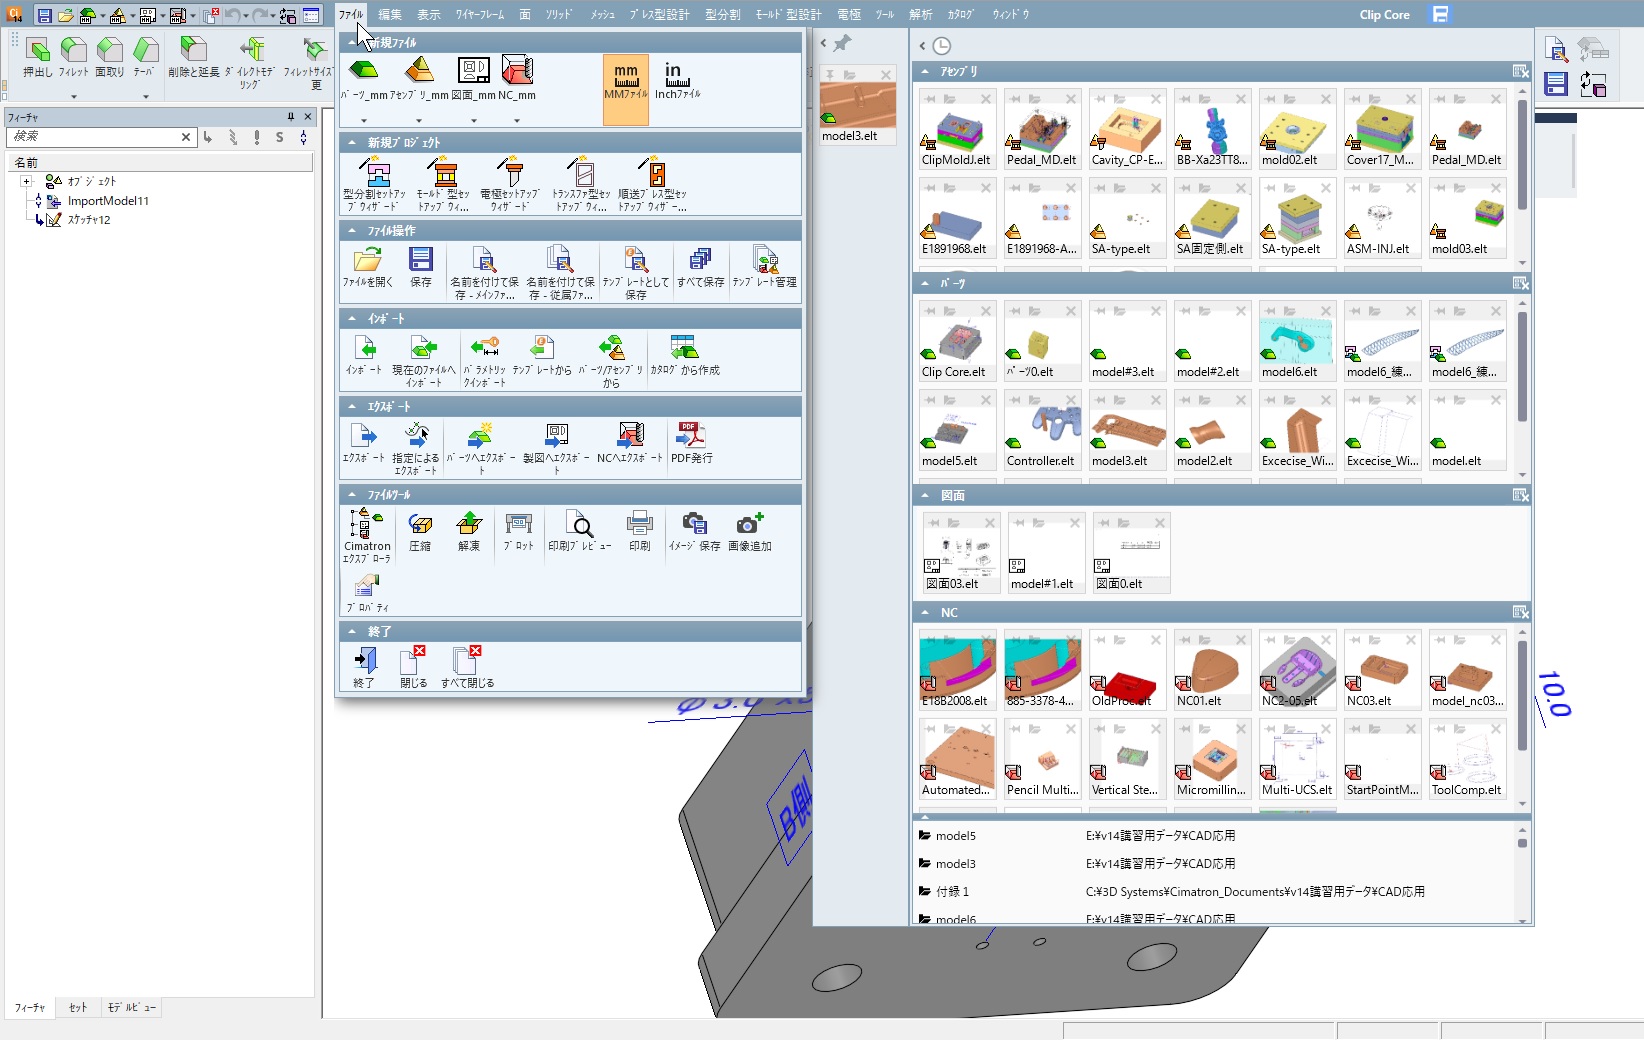 ファイル 編集 表示 ワイヤーフレーム 面 ソリッド メッシュ プレス型設計 型分割 モールド型設計 電極 ツール 解析 カタログ ウィンドウ Clip Core
押出し フィレット 面取り テーパ 削除と延長 ダイレクトモデリング フィレットサイズ 更
フィーチャ
検索
S
名前
オブジェクト
ImportModel11
スケッチャ12
フィーチャ セット モデルビュー
新規ファイル
パーツ_mm アセンブリ_mm 図面_mm NC_mm
mm
MMファイル
in
Inchファイル
新規プロジェクト
型分割セットアップウィザード
モールド型セットアップウィ...
電極セットアップウィザード
トランスファ型セットアップウィ...
順送プレス型セットアップウィザー...
ファイル操作
ファイルを開く
保存
名前を付けて保存 - メインファ...
名前を付けて保存 - 従属ファ...
テンプレートとして保存
すべて保存
テンプレート管理
インポート
インポート
現在のファイルへインポート
パラメトリックインポート
テンプレートから
パーツ/アセンブリから
カタログから作成
エクスポート
エクスポート
指定によるエクスポート
パーツへエクスポート
製図へエクスポート
NCへエクスポート
PDF
PDF発行
ファイルツール
Cimatron
エクスプローラ
圧縮
解凍
プロット
印刷プレビュー
印刷
イメージ保存
画像追加
プロパティ
終了
終了
閉じる
すべて閉じる
model3.elt
アセンブリ
ClipMoldJ.elt Pedal_MD.elt Cavity_CP-E... BB-Xa23TT8... mold02.elt Cover17_M... Pedal_MD.elt
E1891968.elt E1891968-A... SA-type.elt SA固定側.elt SA-type.elt ASM-INJ.elt mold03.elt
パーツ
Clip Core.elt パーツ0.elt model#3.elt model#2.elt model6.elt model6_練... model6_練...
model5.elt Controller.elt model3.elt model2.elt Excecise_Wi... Excecise_Wi... model.elt
図面
図面03.elt model#1.elt 図面0.elt
NC
E18B2008.elt 885-3378-4... OldProc.elt NC01.elt NC2-05.elt NC03.elt model_nc03...
Automated... Pencil Multi... Vertical Ste... Micromillin... Multi-UCS.elt StartPointM... ToolComp.elt
model5 E:¥v14講習用データ¥CAD応用
model3 E:¥v14講習用データ¥CAD応用
付録 1 C:¥3D Systems¥Cimatron_Documents¥v14講習用データ¥CAD応用
model6 E:¥v14講習用データ¥CAD応用
B側
10.0